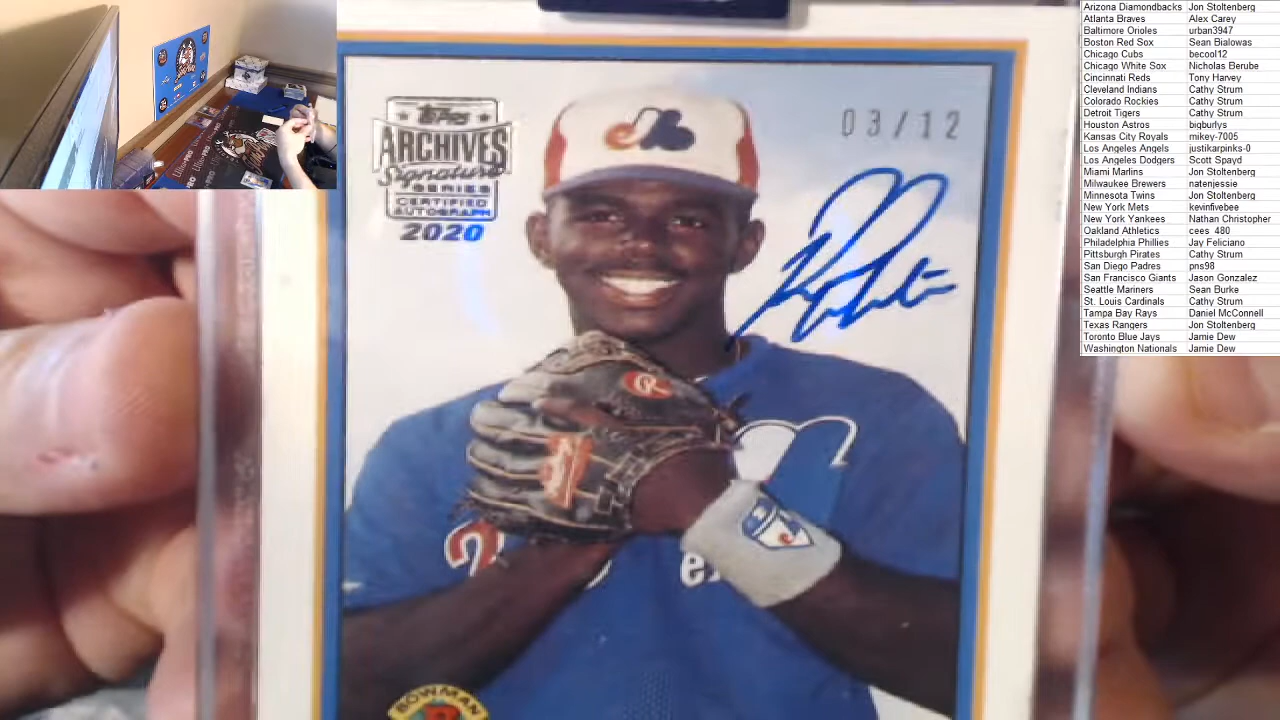 Topps
ARCHIVES
Signature
SERIES
CERTIFIED
AUTOGRAPH
2020
03/12
BOWMAN
Arizona Diamondbacks Jon Stoltenberg
Atlanta Braves Alex Carey
Baltimore Orioles urban3947
Boston Red Sox Sean Bialowas
Chicago Cubs becool12
Chicago White Sox Nicholas Berube
Cincinnati Reds Tony Harvey
Cleveland Indians Cathy Strum
Colorado Rockies Cathy Strum
Detroit Tigers Cathy Strum
Houston Astros bigburlys
Kansas City Royals mikey-7005
Los Angeles Angels justikarpinks-0
Los Angeles Dodgers Scott Spayd
Miami Marlins Jon Stoltenberg
Milwaukee Brewers natenjessie
Minnesota Twins Jon Stoltenberg
New York Mets kevinfivebee
New York Yankees Nathan Christopher
Oakland Athletics cees_480
Philadelphia Phillies Jay Feliciano
Pittsburgh Pirates Cathy Strum
San Diego Padres pns98
San Francisco Giants Jason Gonzalez
Seattle Mariners Sean Burke
St. Louis Cardinals Cathy Strum
Tampa Bay Rays Daniel McConnell
Texas Rangers Jon Stoltenberg
Toronto Blue Jays Jamie Dew
Washington Nationals Jamie Dew